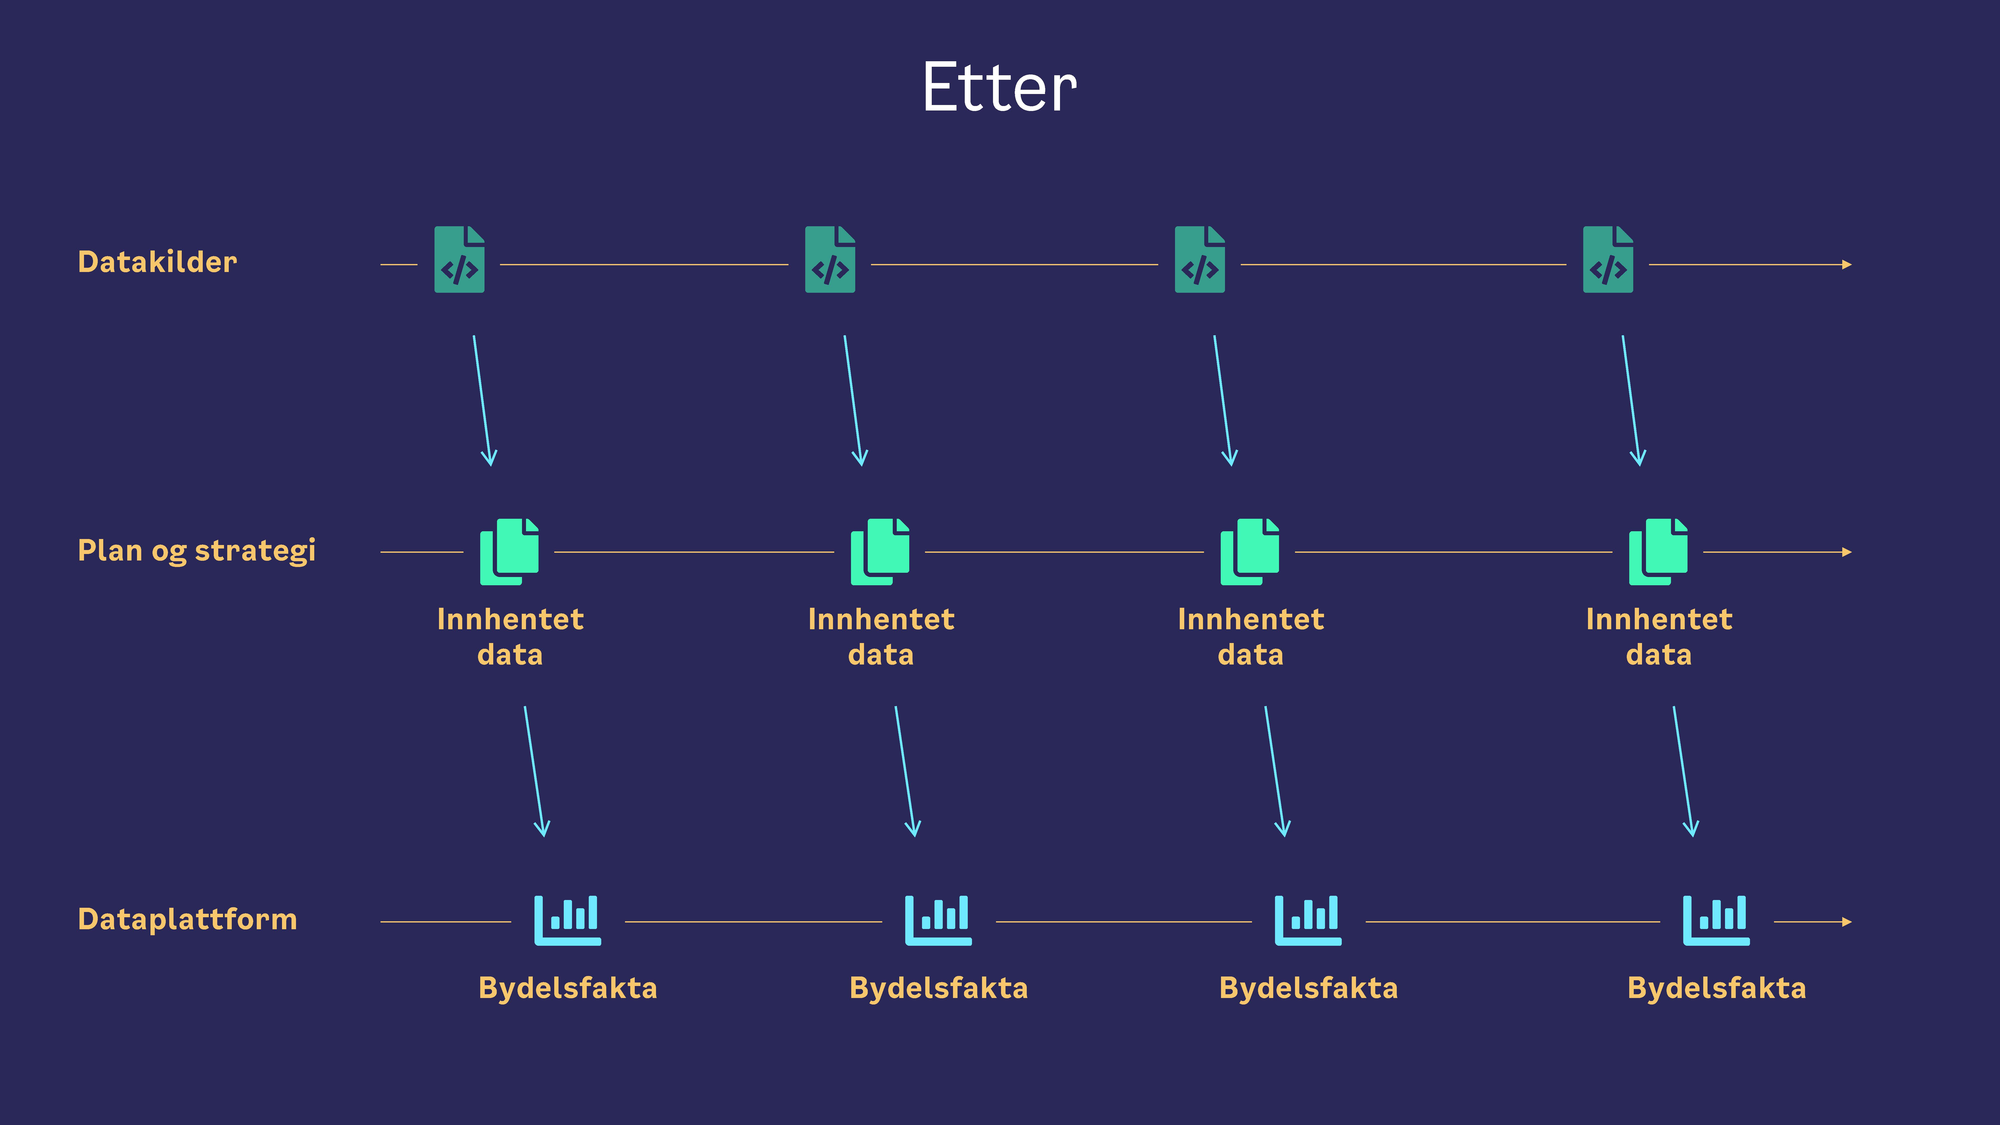 Etter
Datakilder
Plan og strategi
Innhentet
data
Innhentet
data
Innhentet
data
Innhentet
data
Dataplattform
Bydelsfakta
Bydelsfakta
Bydelsfakta
Bydelsfakta